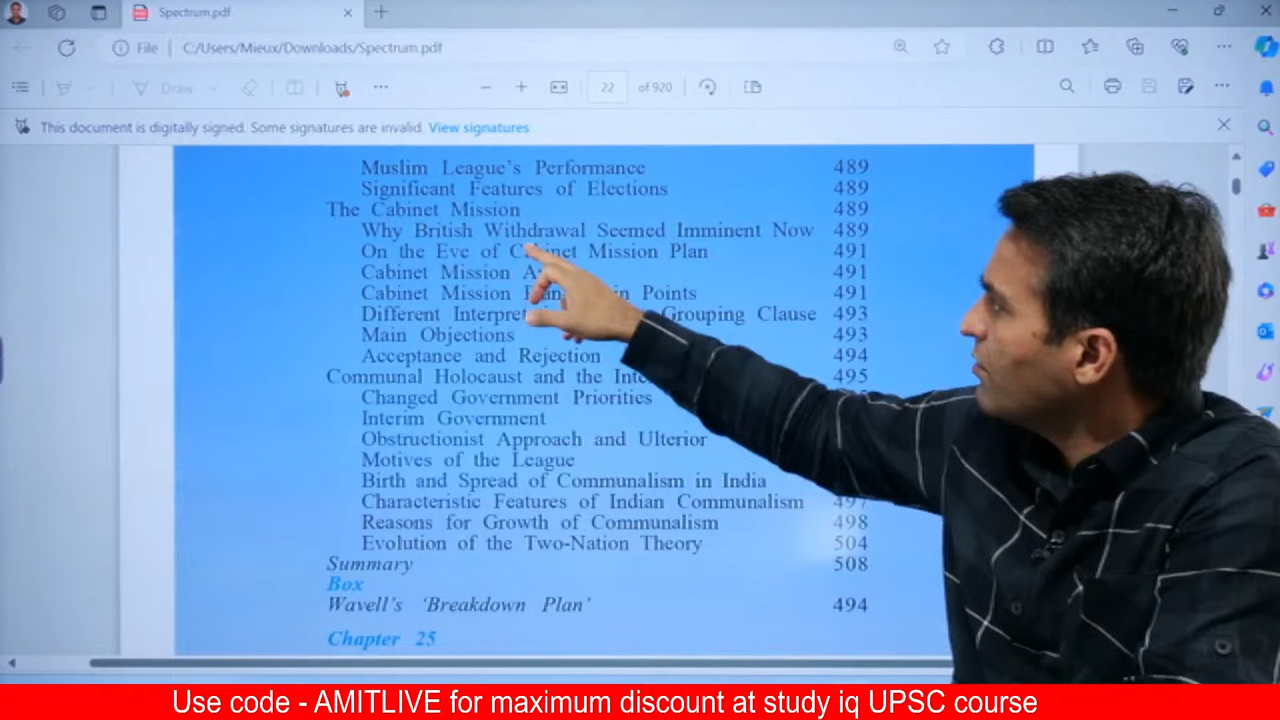 Spectrum.pdf
File
C:/Users/Mieux/Downloads/Spectrum.pdf
Draw
22 of 920
This document is digitally signed. Some signatures are invalid. View signatures
Muslim League's Performance 489
Significant Features of Elections 489
The Cabinet Mission 489
Why British Withdrawal Seemed Imminent Now 489
On the Eve of Cabinet Mission Plan 491
Cabinet Mission 491
Cabinet Mission Points 491
Different Grouping Clause 493
Main Objections 493
Acceptance and Rejection 494
Communal Holocaust and the 495
Changed Government Priorities
Interim Government
Obstructionist Approach and Ulterior
Motives of the League
Birth and Spread of Communalism in India
Characteristic Features of Indian Communalism 497
Reasons for Growth of Communalism 498
Evolution of the Two-Nation Theory 504
Summary 508
Box
Wavell's 'Breakdown Plan' 494
Chapter 25
Use code - AMITLIVE for maximum discount at study iq UPSC course